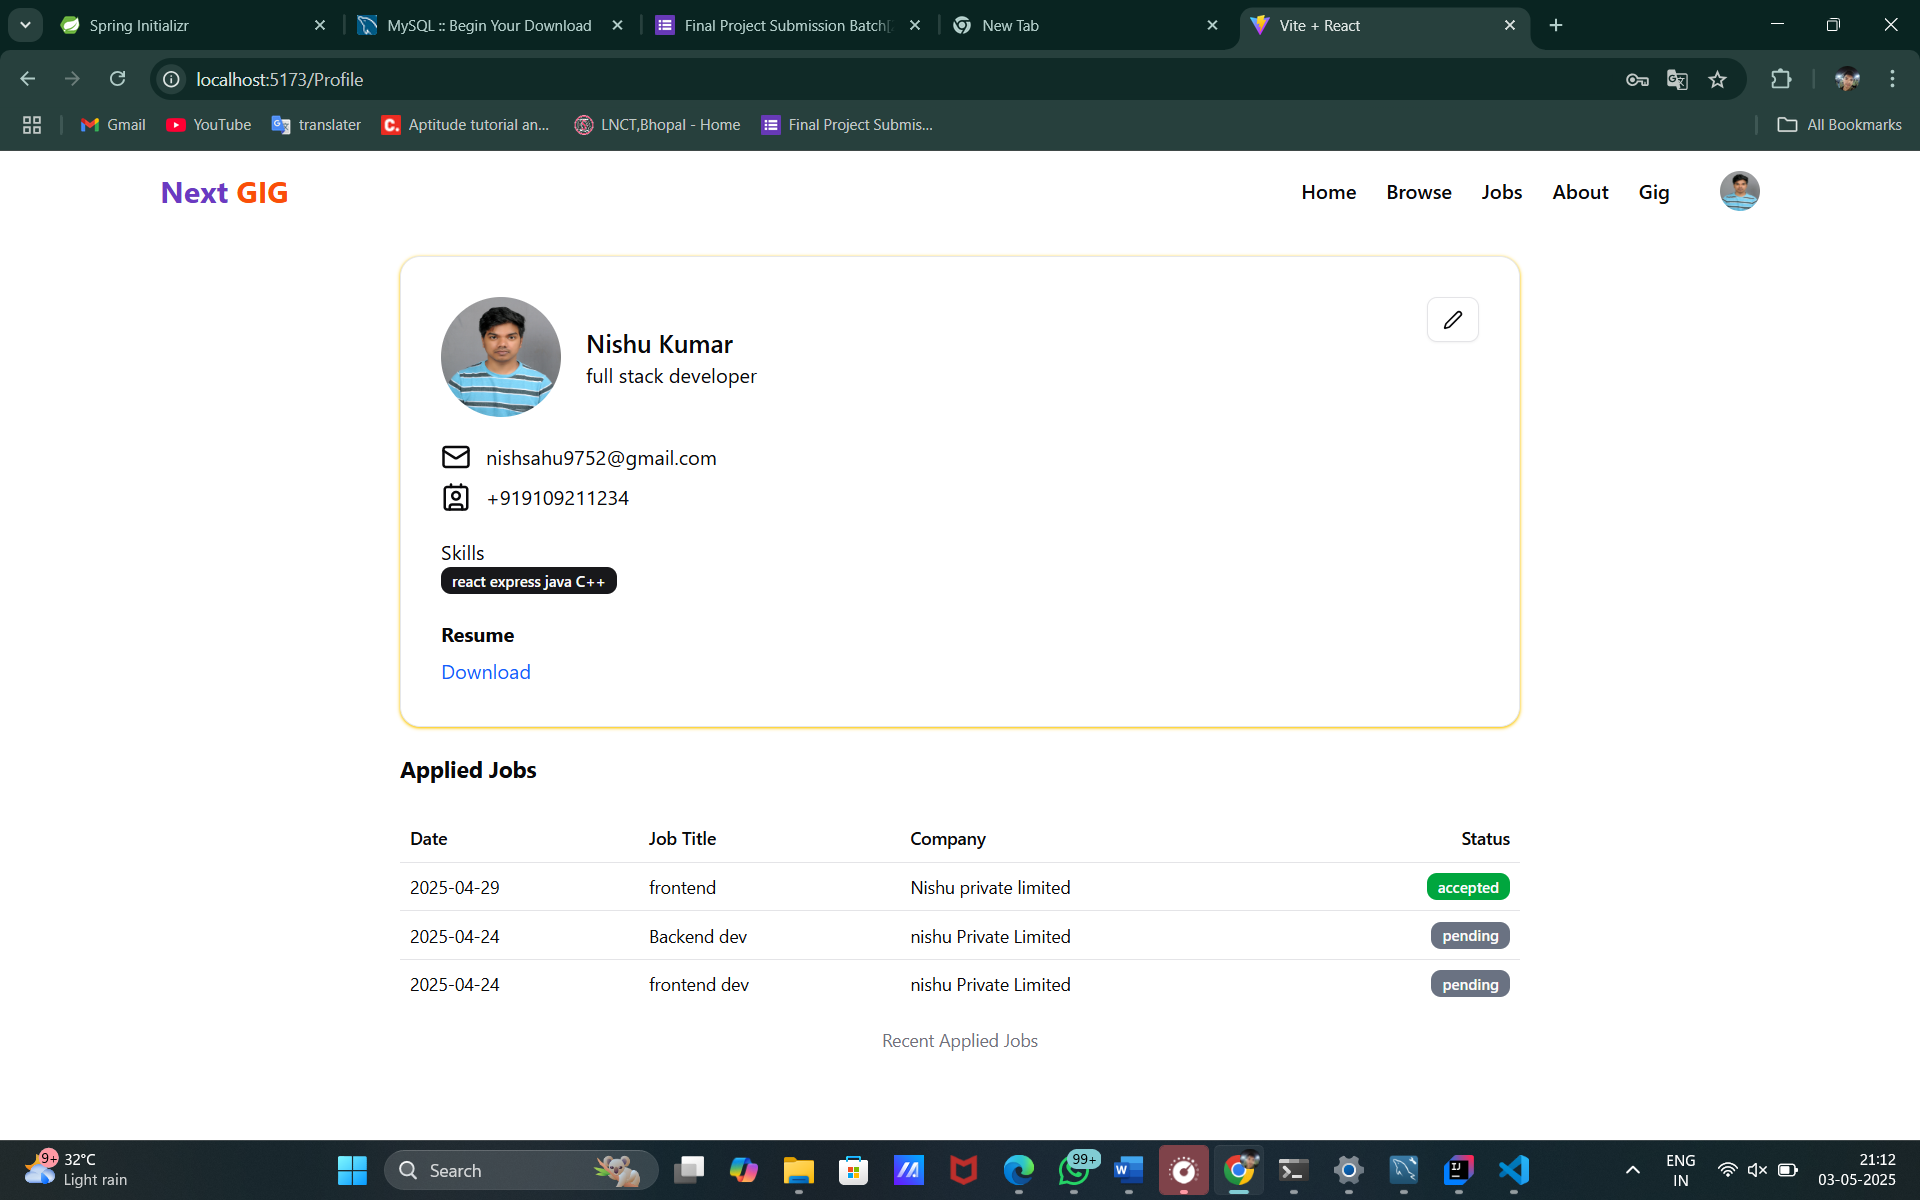 Spring Initializr
MySQL :: Begin Your Download
Final Project Submission Batch[
New Tab
Vite + React
localhost:5173/Profile
Gmail
YouTube
translater
Aptitude tutorial an...
LNCT,Bhopal - Home
Final Project Submis...
All Bookmarks
Next GIG
Home Browse Jobs About Gig
Nishu Kumar
full stack developer
nishsahu9752@gmail.com
+919109211234
Skills
react express java C++
Resume
Download
Applied Jobs
Date Job Title Company Status
2025-04-29 frontend Nishu private limited accepted
2025-04-24 Backend dev nishu Private Limited pending
2025-04-24 frontend dev nishu Private Limited pending
Recent Applied Jobs
9+
32°C
Light rain
Search
99+
ENG
IN
21:12
03-05-2025